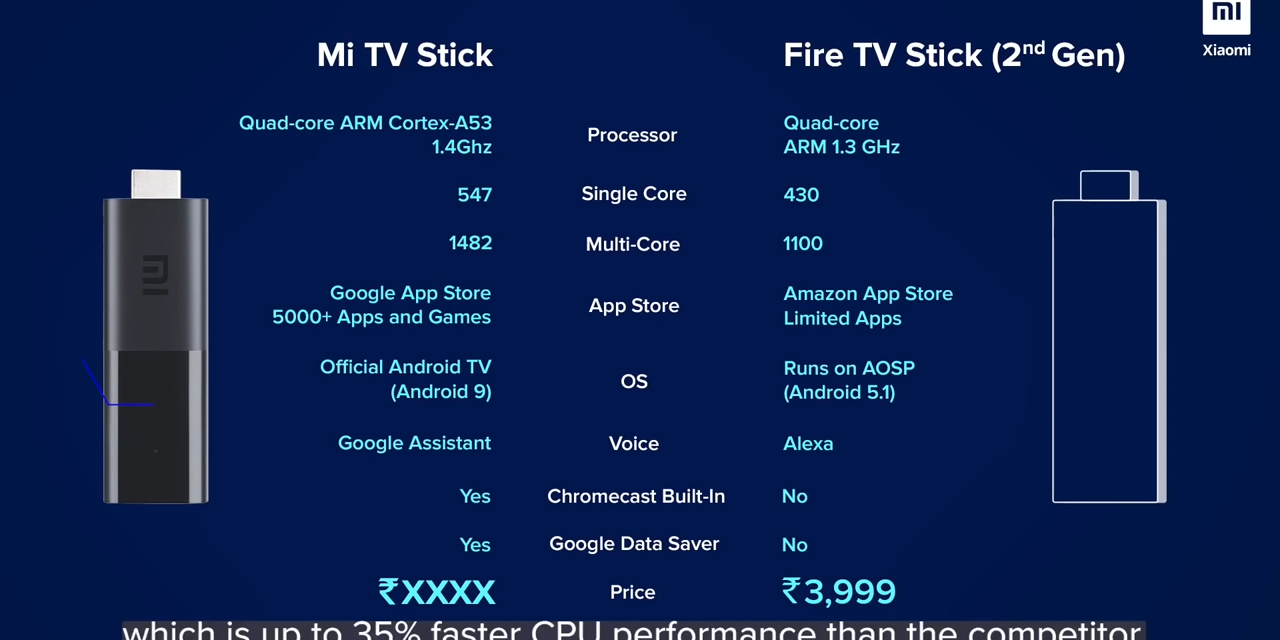 mi
Xiaomi
Mi TV Stick
Fire TV Stick (2nd Gen)
Quad-core ARM Cortex-A53
1.4Ghz
Processor
Quad-core
ARM 1.3 GHz
547
Single Core
430
1482
Multi-Core
1100
Google App Store
5000+ Apps and Games
App Store
Amazon App Store
Limited Apps
Official Android TV
(Android 9)
OS
Runs on AOSP
(Android 5.1)
Google Assistant
Voice
Alexa
Yes
Chromecast Built-In
No
Yes
Google Data Saver
No
₹XXXX
Price
₹3,999
which is up to 35% faster CPU performance than the competitor